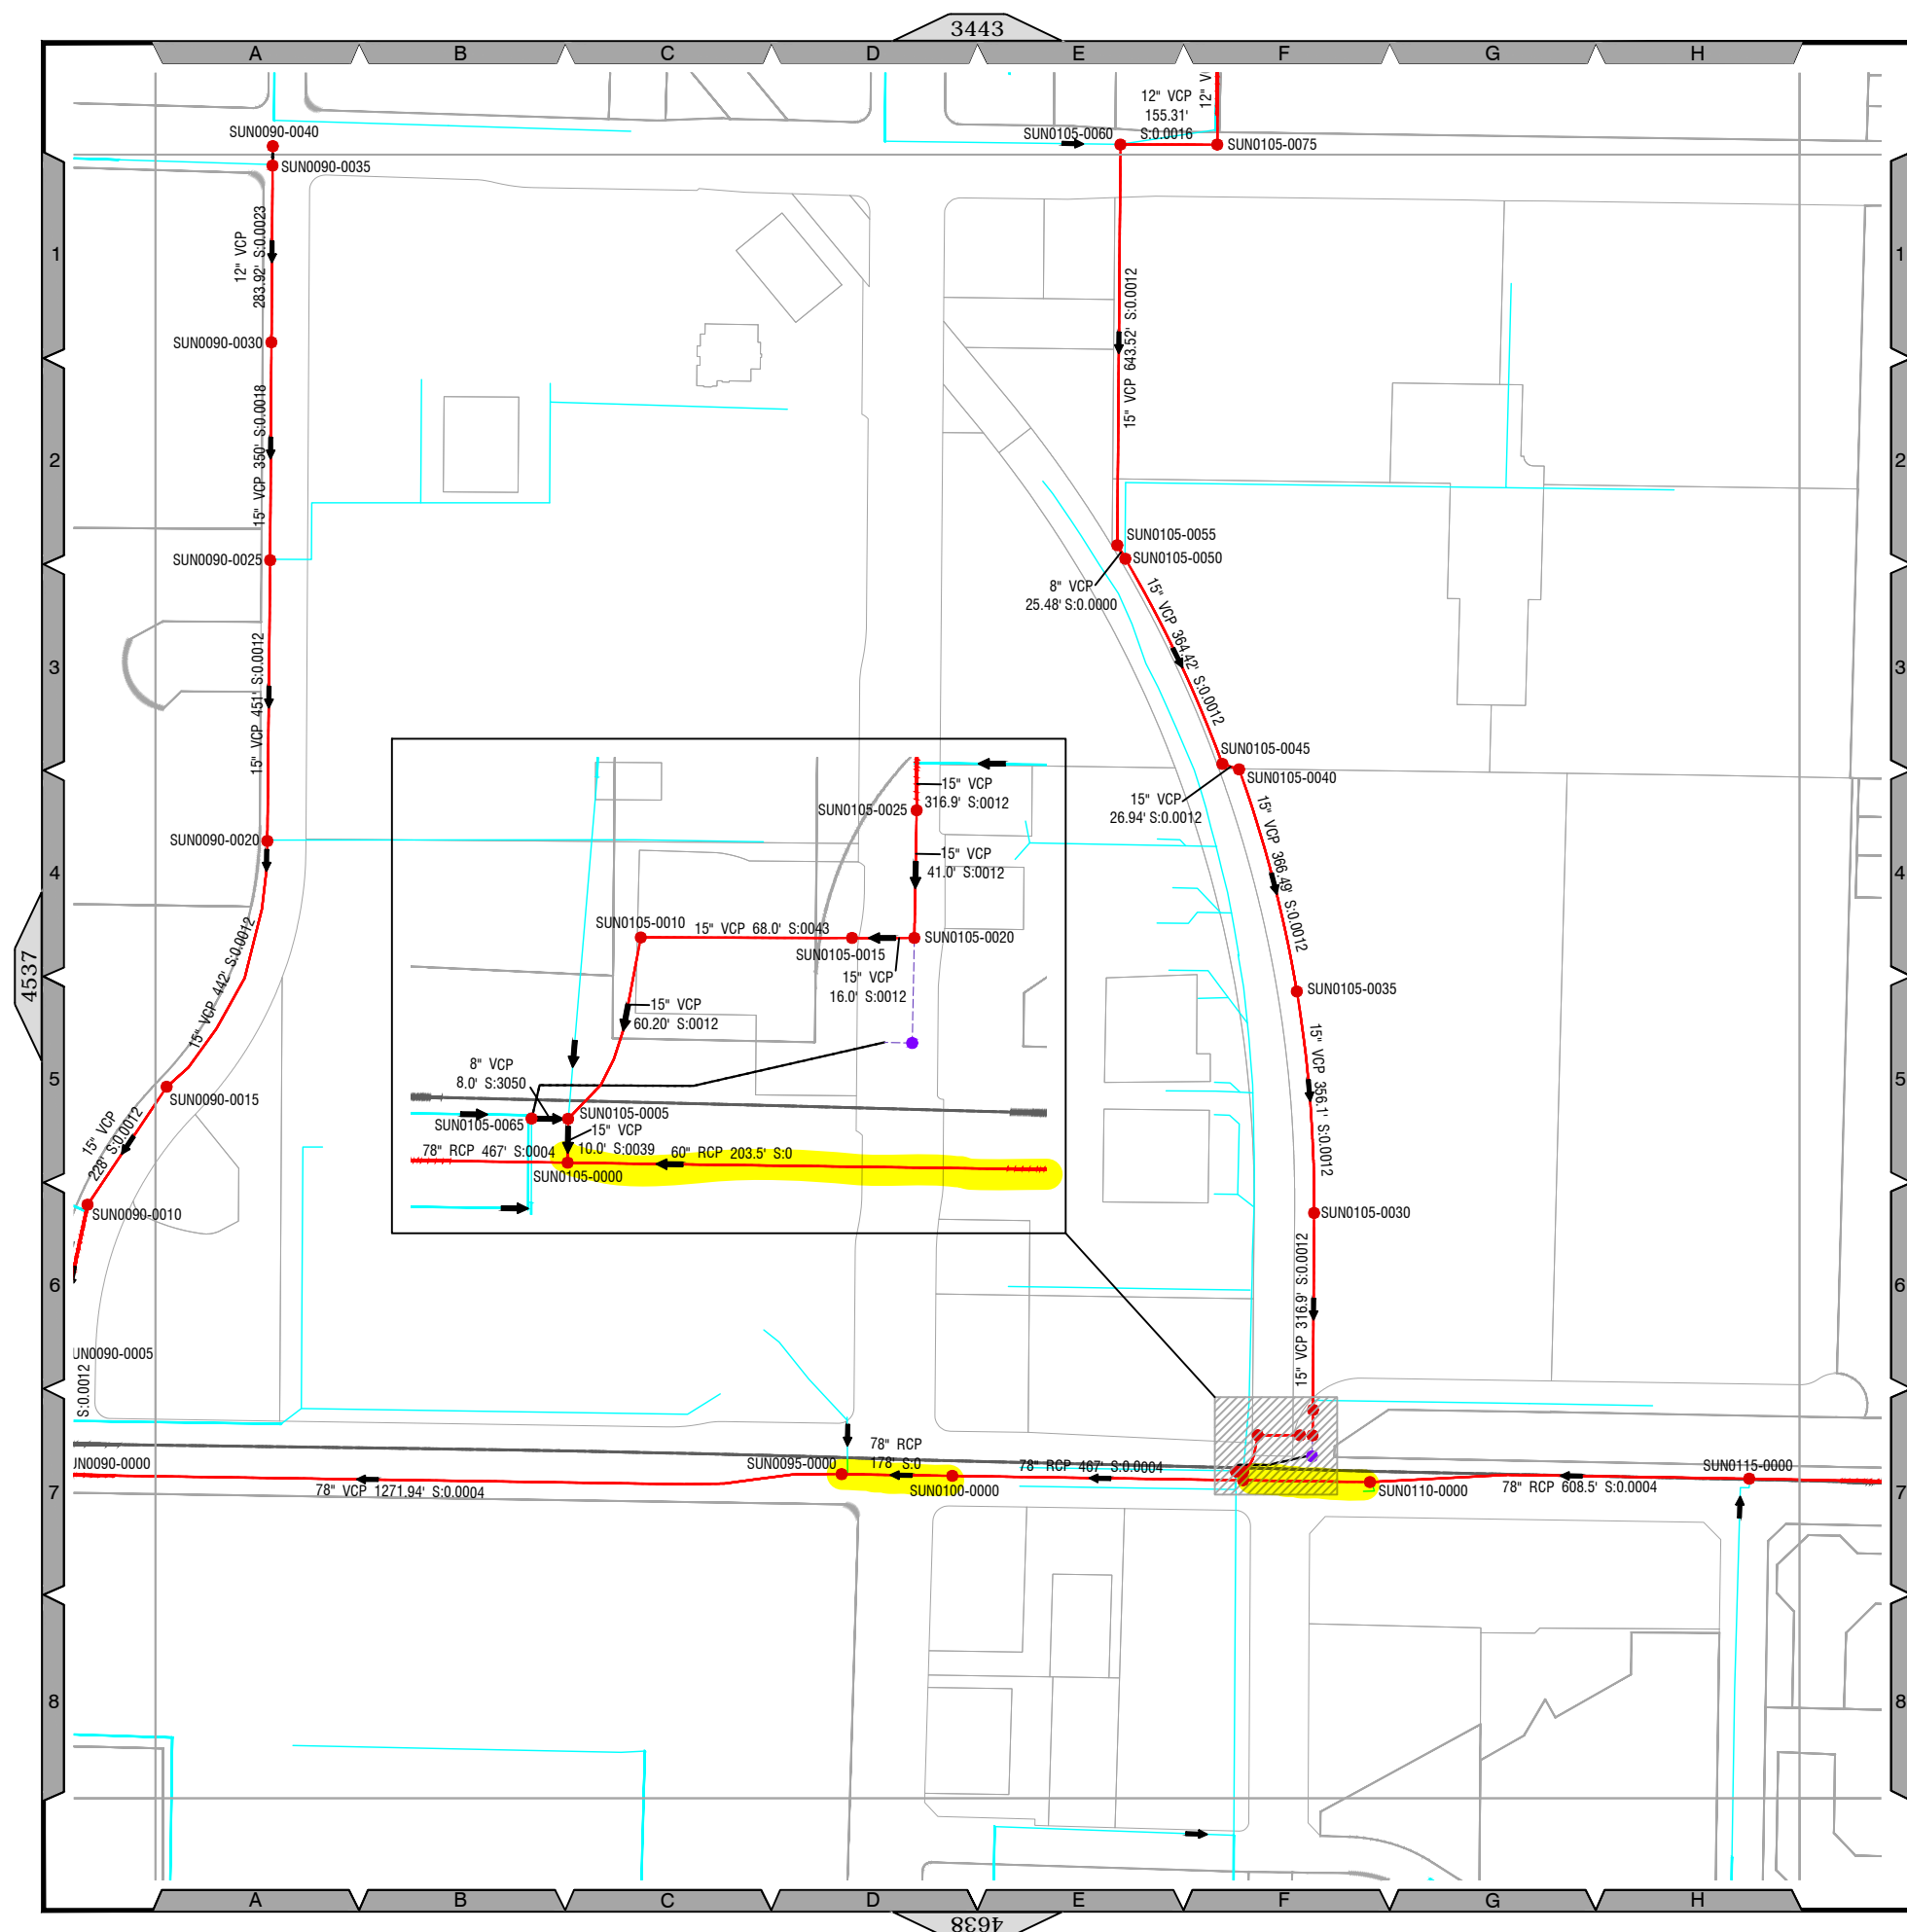 3443
A B C D E F G H
12" VCP
155.31'
S:0.0016
12" V
SUN0090-0040
SUN0105-0060
SUN0105-0075
SUN0090-0035
12" VCP
283.92' S:0.0023
15" VCP 643.52' S:0.0012
1
1
SUN0090-0030
15" VCP 350' S:0.0018
2
2
SUN0105-0055
SUN0105-0050
SUN0090-0025
8" VCP
25.48' S:0.0000
15" VCP 364.42' S:0.0012
15" VCP 451' S:0.0012
3
3
SUN0105-0045
SUN0105-0040
15" VCP
26.94' S:0.0012
15" VCP 366.49' S:0.0012
15" VCP
316.9' S:0012
SUN0105-0025
SUN0090-0020
15" VCP
41.0' S:0012
4
4
SUN0105-0010
15" VCP 68.0' S:0043
SUN0105-0020
SUN0105-0015
15" VCP
16.0' S:0012
4537
15" VCP 442' S:0.0012
SUN0105-0035
15" VCP
60.20' S:0012
15" VCP 356.1' S:0.0012
8" VCP
8.0' S:3050
5
5
SUN0090-0015
SUN0105-0005
SUN0105-0065
15" VCP
10.0' S:0039
15" VCP
228' S:0.0012
78" RCP 467' S:0004
60" RCP 203.5' S:0
SUN0105-0000
SUN0090-0010
SUN0105-0030
15" VCP 316.9' S:0.0012
6
6
UN0090-0005
S:0.0012
78" RCP
178' S:0
UN0090-0000
SUN0095-0000
78" RCP 467' S:0.0004
SUN0115-0000
78" VCP 1271.94' S:0.0004
SUN0100-0000
SUN0110-0000
78" RCP 608.5' S:0.0004
7
7
8
8
A B C D E F G H
4638